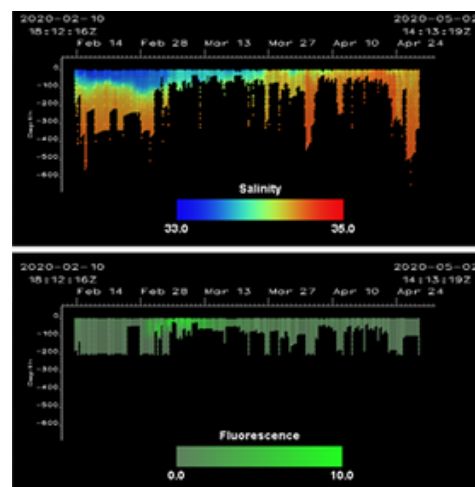 2020-02-10 2020-05-02
18:12:16Z 14:13:19Z
Feb 14 Feb 28 Mar 13 Mar 27 Apr 10 Apr 24
0.
-100.
-200.
-300.
-400.
-500.
-600.
Depth
Salinity
33.0 35.0
2020-02-10 2020-05-02
18:12:16Z 14:13:19Z
Feb 14 Feb 28 Mar 13 Mar 27 Apr 10 Apr 24
0.
-100.
-200.
-300.
-400.
-500.
-600.
Depth
Fluorescence
0.0 10.0